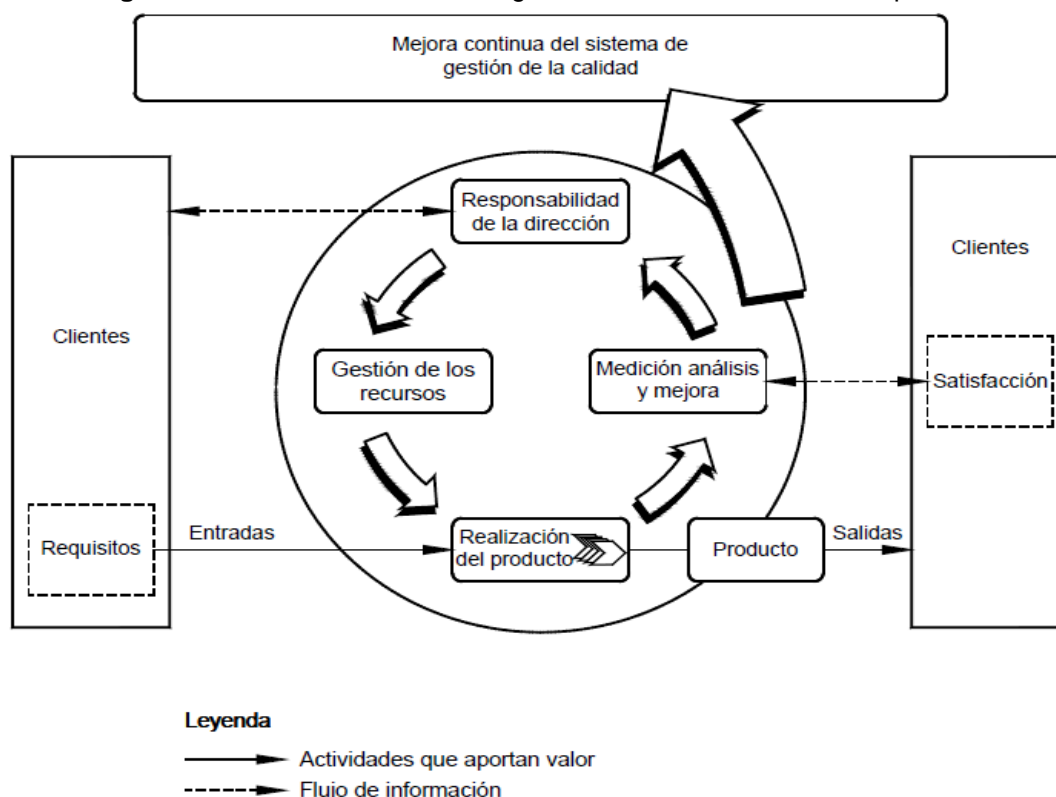 Mejora continua del sistema de
gestión de la calidad
Responsabilidad
de la dirección
Clientes
Clientes
Gestión de los
recursos
Medición análisis
y mejora
Satisfacción
Requisitos
Entradas
Realización
del producto
Producto
Salidas
Leyenda
Actividades que aportan valor
Flujo de información